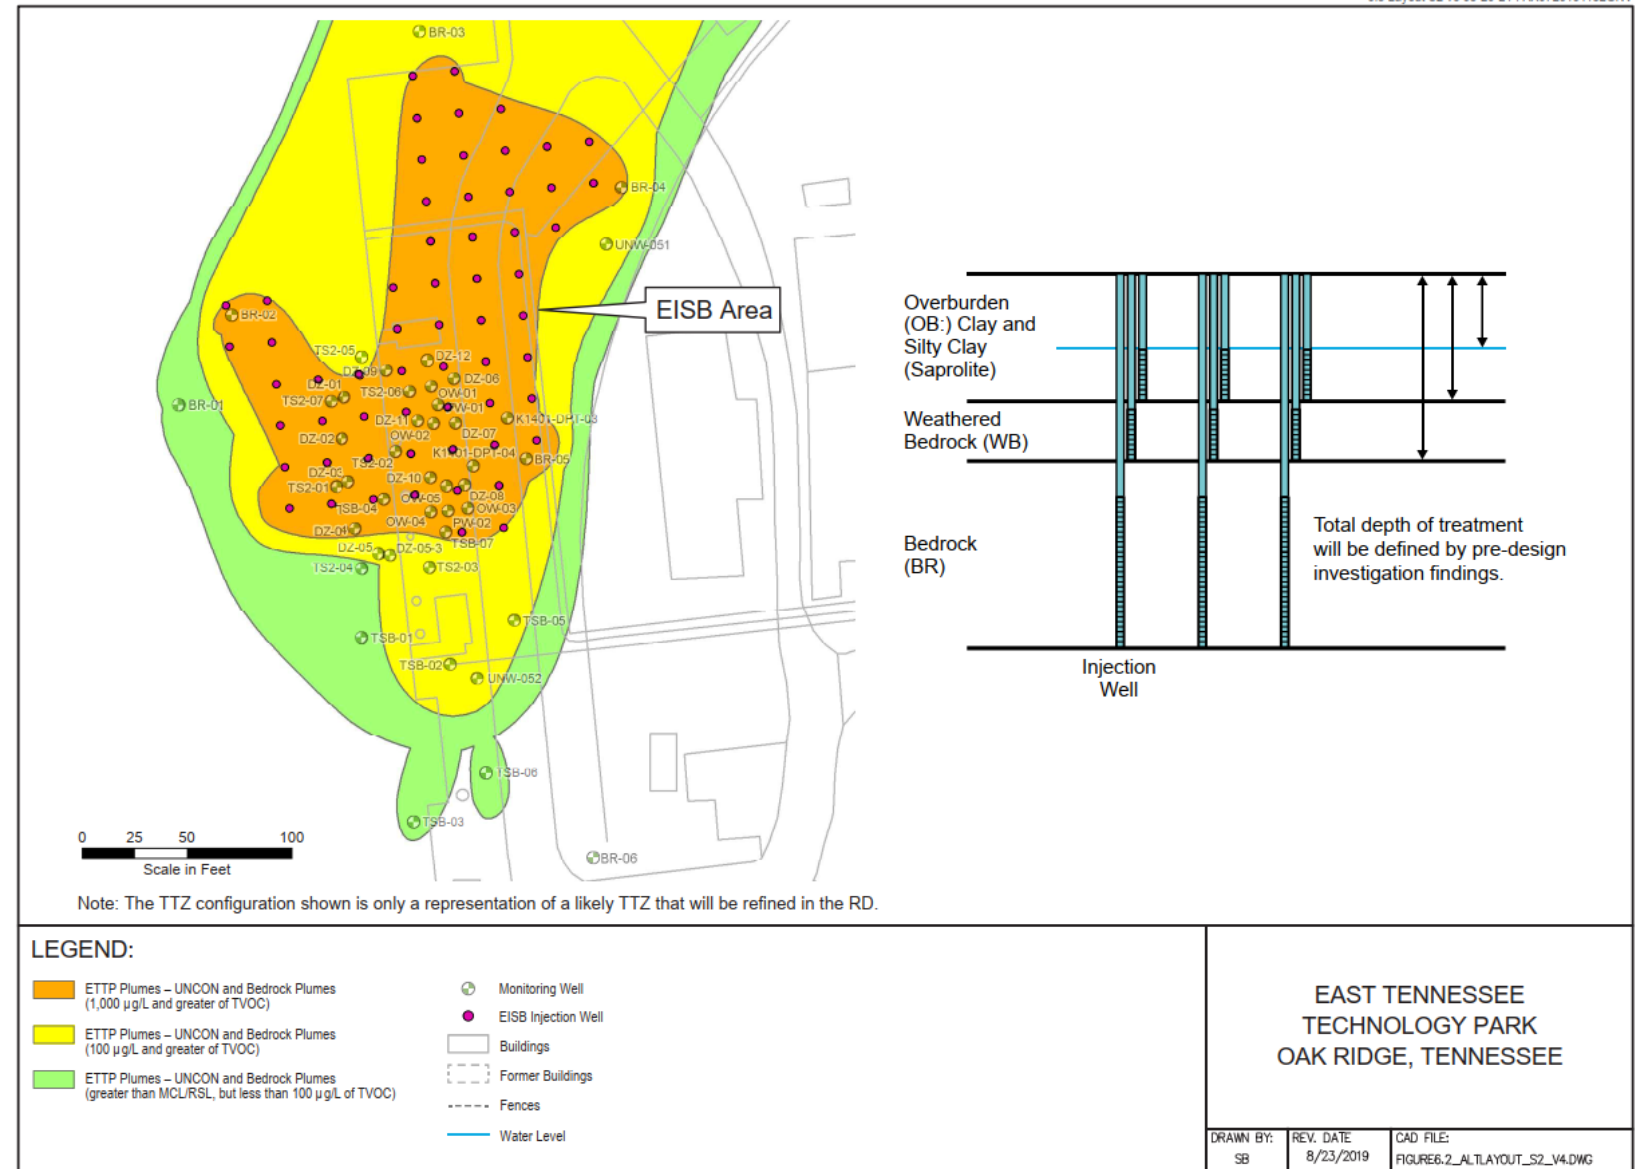 BR-03
BR-04
UNW-051
EISB Area
BR-02
TS2-05
DZ-12
DZ-09
DZ-06
DZ-01
TS2-06
OW-01
TS2-07
PW-01
BR-01
DZ-11
K1401-DPT-03
DZ-02
OW-02
DZ-07
TS2-02
K1401-DPT-04
BR-05
DZ-03
DZ-10
TS2-01
OW-05
DZ-08
TSB-04
OW-03
OW-04
PW-02
DZ-04
TSB-07
DZ-05
DZ-05-3
TS2-04
TS2-03
TSB-05
TSB-01
TSB-02
UNW-052
TSB-06
TSB-03
BR-06
0 25 50 100
Scale in Feet
Note: The TTZ configuration shown is only a representation of a likely TTZ that will be refined in the RD.
Overburden
(OB:) Clay and
Silty Clay
(Saprolite)
Weathered
Bedrock (WB)
Bedrock
(BR)
Total depth of treatment
will be defined by pre-design
investigation findings.
Injection
Well
LEGEND:
ETTP Plumes – UNCON and Bedrock Plumes
(1,000 µg/L and greater of TVOC)
ETTP Plumes – UNCON and Bedrock Plumes
(100 µg/L and greater of TVOC)
ETTP Plumes – UNCON and Bedrock Plumes
(greater than MCL/RSL, but less than 100 µg/L of TVOC)
Monitoring Well
EISB Injection Well
Buildings
Former Buildings
Fences
Water Level
EAST TENNESSEE
TECHNOLOGY PARK
OAK RIDGE, TENNESSEE
DRAWN BY:
SB
REV. DATE
8/23/2019
CAD FILE:
FIGURE6.2_ALTLAYOUT_S2_V4.DWG